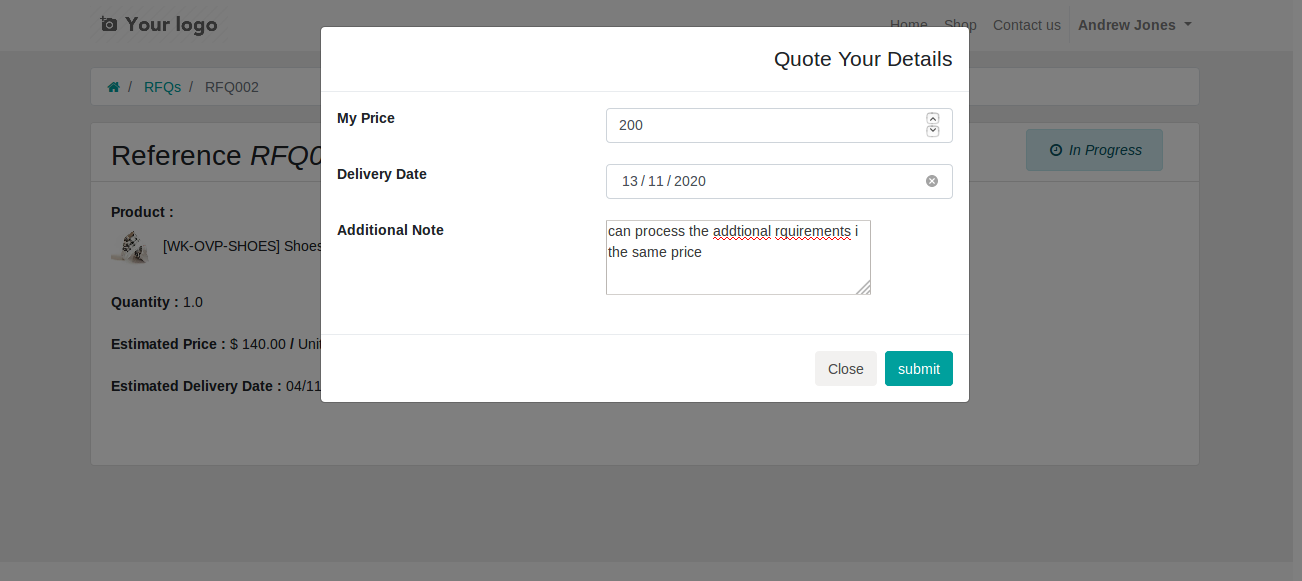 Your logo
Home Shop Contact us Andrew Jones
Quote Your Details
/ RFQs / RFQ002
My Price 200
Reference RFQ0
In Progress
Delivery Date 13/11/2020
Product :
Additional Note can process the addtional rquirements i
[WK-OVP-SHOES] Shoes
the same price
Quantity : 1.0
Estimated Price : $ 140.00 / Unit
Close submit
Estimated Delivery Date : 04/11